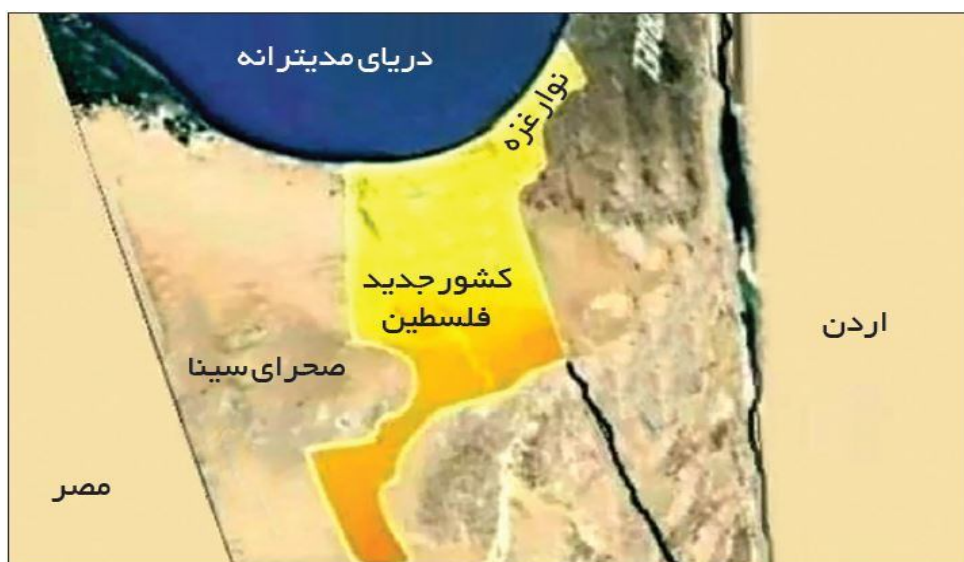 دریای مدیترانه
نوار غزه
کشور جدید
فلسطین
صحرای سینا
اردن
مصر